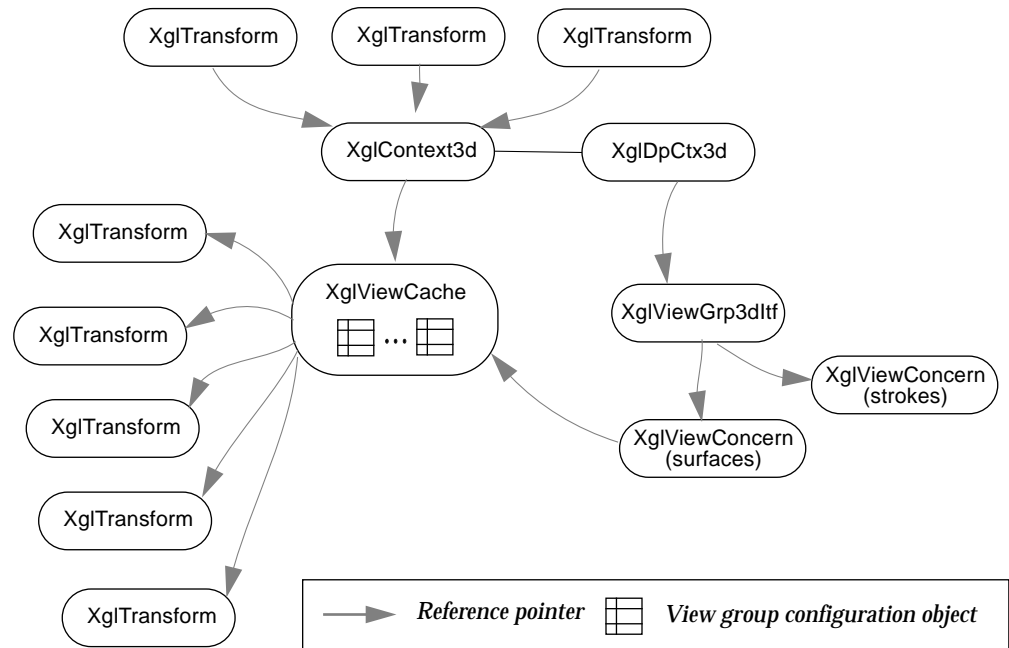 XglTransform
XglTransform
XglTransform
XglContext3d
XglDpCtx3d
XglTransform
XglViewCache
...
XglViewGrp3dItf
XglTransform
XglViewConcern
(strokes)
XglTransform
XglViewConcern
(surfaces)
XglTransform
XglTransform
Reference pointer
View group configuration object